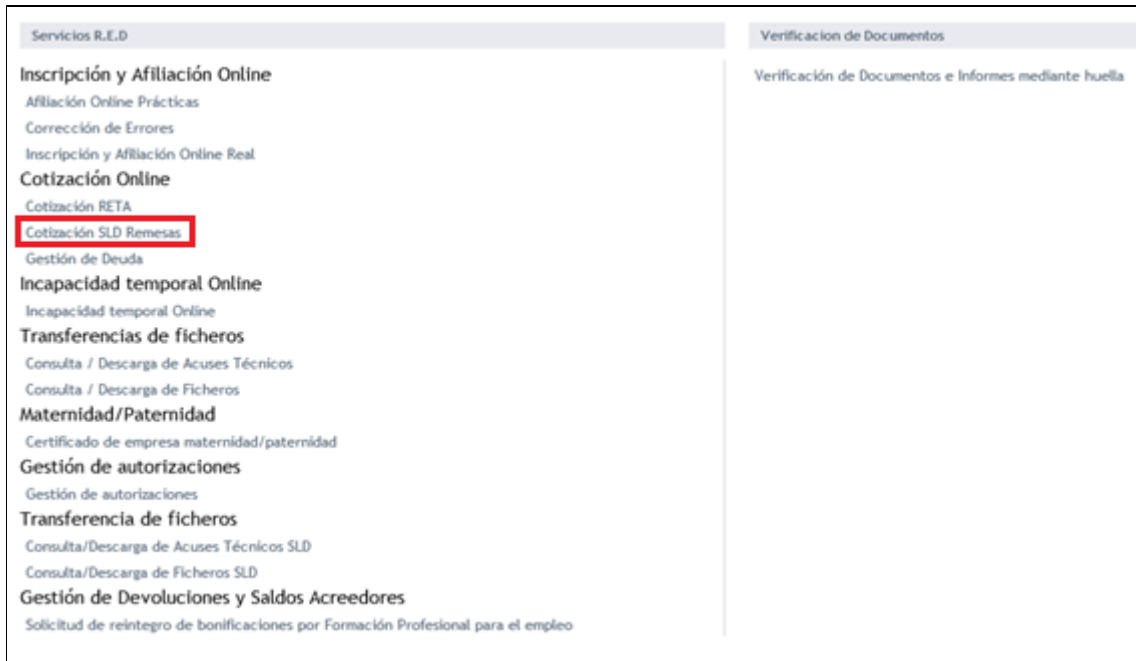 Servicios R.E.D
Verificacion de Documentos
Inscripción y Afiliación Online
Afiliación Online Prácticas
Corrección de Errores
Inscripción y Afiliación Online Real
Cotización Online
Cotización RETA
Cotización SLD Remesas
Gestión de Deuda
Incapacidad temporal Online
Incapacidad temporal Online
Transferencias de ficheros
Consulta / Descarga de Acuses Técnicos
Consulta / Descarga de Ficheros
Maternidad/Paternidad
Certificado de empresa maternidad/paternidad
Gestión de autorizaciones
Gestión de autorizaciones
Transferencia de ficheros
Consulta/Descarga de Acuses Técnicos SLD
Consulta/Descarga de Ficheros SLD
Gestión de Devoluciones y Saldos Acreedores
Solicitud de reintegro de bonificaciones por Formación Profesional para el empleo
Verificación de Documentos e Informes mediante huella